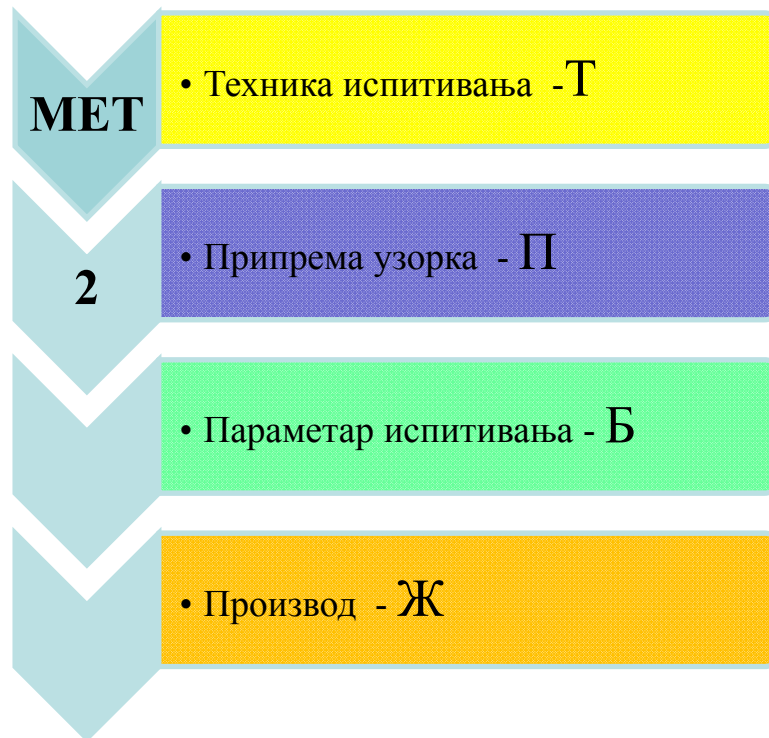 МЕТ
• Техника испитивања -Т
2
• Припрема узорка - П
• Параметар испитивања - Б
• Производ - Ж